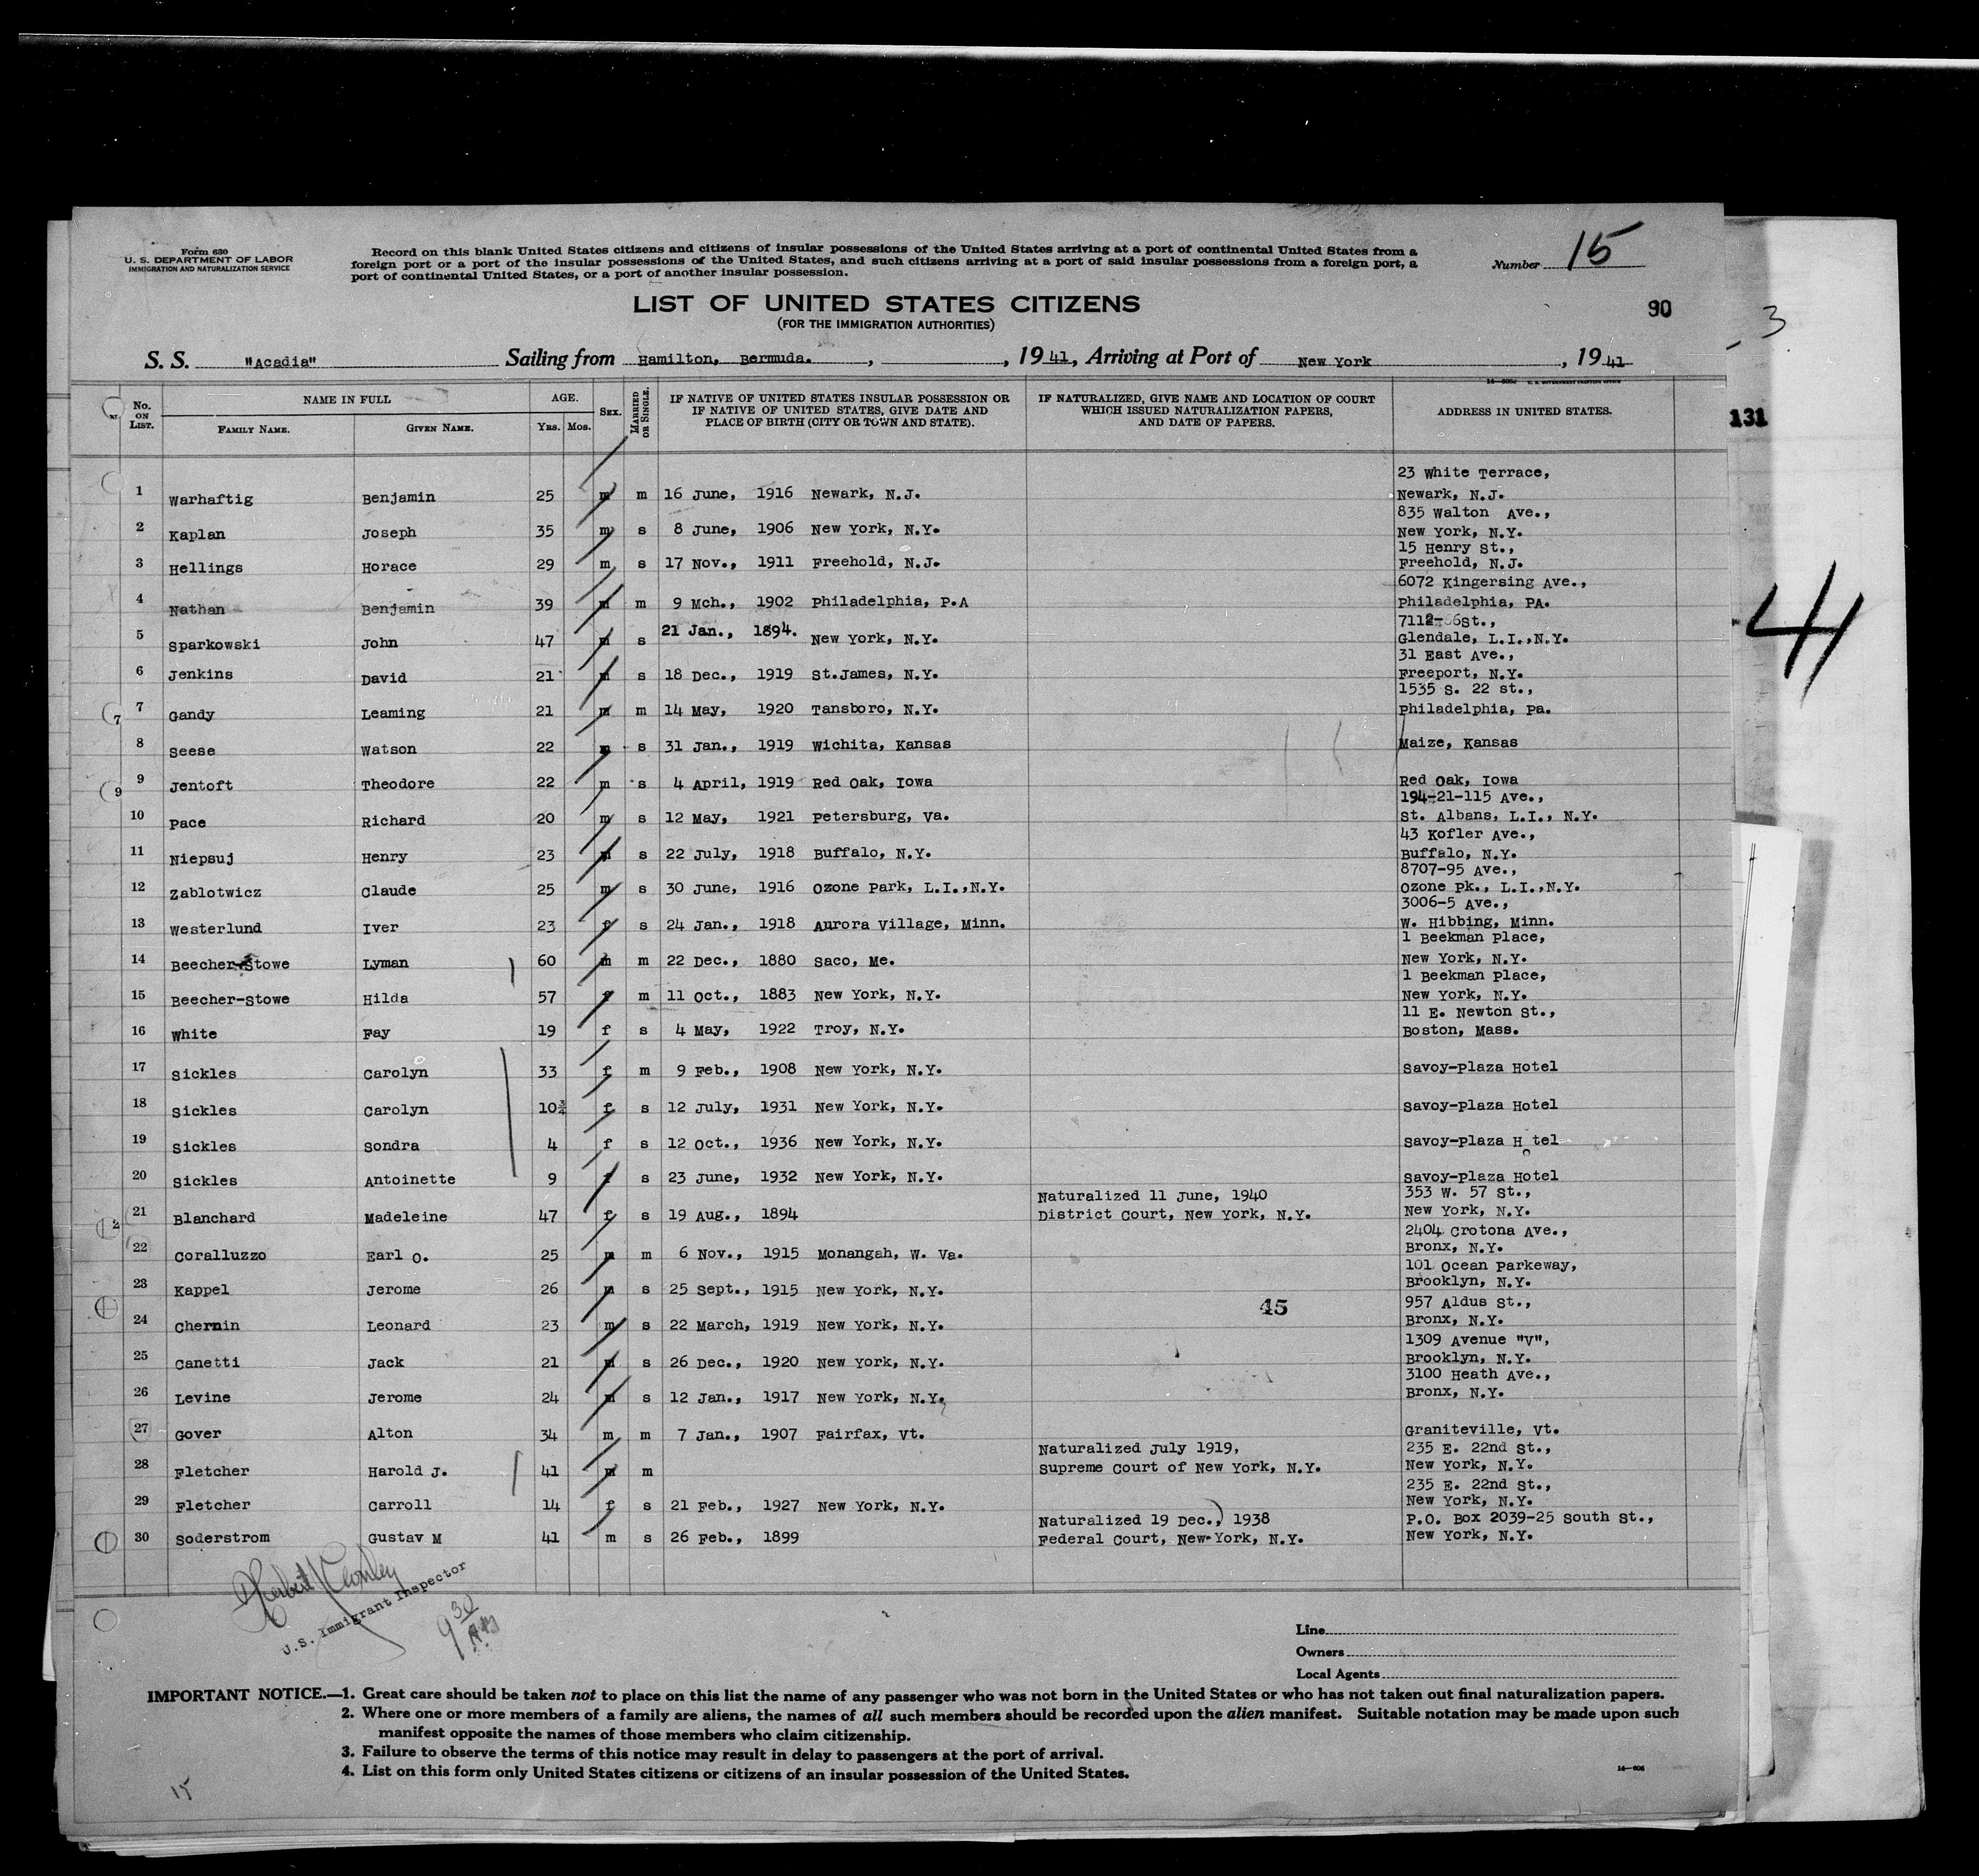 Form 630
U. S. DEPARTMENT OF LABOR
IMMIGRATION AND NATURALIZATION SERVICE
Record on this blank United States citizens and citizens of insular possessions of the United States arriving at a port of continental United States from a
foreign port or a port of the insular possessions of the United States, and such citizens arriving at a port of said insular possessions from a foreign port, a
port of continental United States, or a port of another insular possession.
Number 15
LIST OF UNITED STATES CITIZENS
(FOR THE IMMIGRATION AUTHORITIES)
90
3
S. S. "Acadia" Sailing from Hamilton, Bermuda. , , 19 41, Arriving at Port of New York , 19 41
131
No. ON LIST. NAME IN FULL FAMILY NAME. GIVEN NAME. AGE. YRS. MOS. SEX. MARRIED OR SINGLE. IF NATIVE OF UNITED STATES INSULAR POSSESSION OR IF NATIVE OF UNITED STATES, GIVE DATE AND PLACE OF BIRTH (CITY OR TOWN AND STATE). IF NATURALIZED, GIVE NAME AND LOCATION OF COURT WHICH ISSUED NATURALIZATION PAPERS, AND DATE OF PAPERS. ADDRESS IN UNITED STATES.
23 White Terrace,
1 Warhaftig Benjamin 25 m m 16 June, 1916 Newark, N.J. Newark, N.J.
835 Walton Ave.,
2 Kaplan Joseph 35 m s 8 June, 1906 New York, N.Y. New York, N.Y.
15 Henry St.,
3 Hellings Horace 29 m s 17 Nov., 1911 Freehold, N.J. Freehold, N.J.
6072 Kingersing Ave.,
4 Nathan Benjamin 39 m m 9 Mch., 1902 Philadelphia, P.A Philadelphia, PA.
7112- 6St.,
5 Sparkowski John 47 m s 21 Jan., 1894. New York, N.Y. Glendale, L.I.,N.Y.
31 East Ave.,
6 Jenkins David 21 m s 18 Dec., 1919 St.James, N.Y. Freeport, N.Y.
1535 S. 22 St.,
7 7 Gandy Leaming 21 m m 14 May, 1920 Tansboro, N.Y. Philadelphia, Pa.
8 Seese Watson 22 m s 31 Jan., 1919 Wichita, Kansas Maize, Kansas
9 9 Jentoft Theodore 22 m s 4 April, 1919 Red Oak, Iowa Red Oak, Iowa
194-21-115 Ave.,
10 Pace Richard 20 m s 12 May, 1921 Petersburg, Va. St. Albans, L.I., N.Y.
43 Kofler Ave.,
11 Niepsuj Henry 23 m s 22 July, 1918 Buffalo, N.Y. Buffalo, N.Y.
8707-95 Ave.,
12 Zablotwicz Claude 25 m s 30 June, 1916 Ozone Park, L.I.,N.Y. Ozone Pk., L.I.,N.Y.
3006-5 Ave.,
13 Westerlund Iver 23 f s 24 Jan., 1918 Aurora Village, Minn. W. Hibbing, Minn.
1 Beekman Place,
14 Beecher-Stowe Lyman 60 m m 22 Dec., 1880 Saco, Me. New York, N.Y.
1 Beekman Place,
15 Beecher-Stowe Hilda 57 f m 11 Oct., 1883 New York, N.Y. New York, N.Y.
11 E. Newton St.,
16 White Fay 19 f s 4 May, 1922 Troy, N.Y. Boston, Mass.
17 Sickles Carolyn 33 f m 9 Feb., 1908 New York, N.Y. Savoy-Plaza Hotel
18 Sickles Carolyn 10¾ f s 12 July, 1931 New York, N.Y. Savoy-Plaza Hotel
19 Sickles Sondra 4 f s 12 Oct., 1936 New York, N.Y. Savoy-Plaza Hotel
20 Sickles Antoinette 9 f s 23 June, 1932 New York, N.Y. Savoy-Plaza Hotel
Naturalized 11 June, 1940 353 W. 57 St.,
21 Blanchard Madeleine 47 f s 19 Aug., 1894 District Court, New York, N.Y. New York, N.Y.
2404 Crotona Ave.,
22 Coralluzzo Earl O. 25 m m 6 Nov., 1915 Monangah, W. Va. Bronx, N.Y.
101 Ocean Parkeway,
23 Kappel Jerome 26 m s 25 Sept., 1915 New York, N.Y. Brooklyn, N.Y.
45 957 Aldus St.,
24 Chernin Leonard 23 m s 22 March, 1919 New York, N.Y. Bronx, N.Y.
1309 Avenue "V",
25 Canetti Jack 21 m s 26 Dec., 1920 New York, N.Y. Brooklyn, N.Y.
3100 Heath Ave.,
26 Levine Jerome 24 m s 12 Jan., 1917 New York, N.Y. Bronx, N.Y.
27 Gover Alton 34 m m 7 Jan., 1907 Fairfax, Vt. Graniteville, Vt.
Naturalized July 1919, 235 E. 22nd St.,
28 Fletcher Harold J. 41 m m Supreme Court of New York, N.Y. New York, N.Y.
235 E. 22nd St.,
29 Fletcher Carroll 14 f s 21 Feb., 1927 New York, N.Y. New York, N.Y.
Naturalized 19 Dec., 1938 P.O. Box 2039-25 South St.,
30 Soderstrom Gustav M 41 m s 26 Feb., 1899 Federal Court, New York, N.Y. New York, N.Y.
U.S. Immigrant Inspector
9 30
Line
Owners
Local Agents
IMPORTANT NOTICE.—1. Great care should be taken not to place on this list the name of any passenger who was not born in the United States or who has not taken out final naturalization papers.
2. Where one or more members of a family are aliens, the names of all such members should be recorded upon the alien manifest. Suitable notation may be made upon such
manifest opposite the names of those members who claim citizenship.
3. Failure to observe the terms of this notice may result in delay to passengers at the port of arrival.
4. List on this form only United States citizens or citizens of an insular possession of the United States.
15